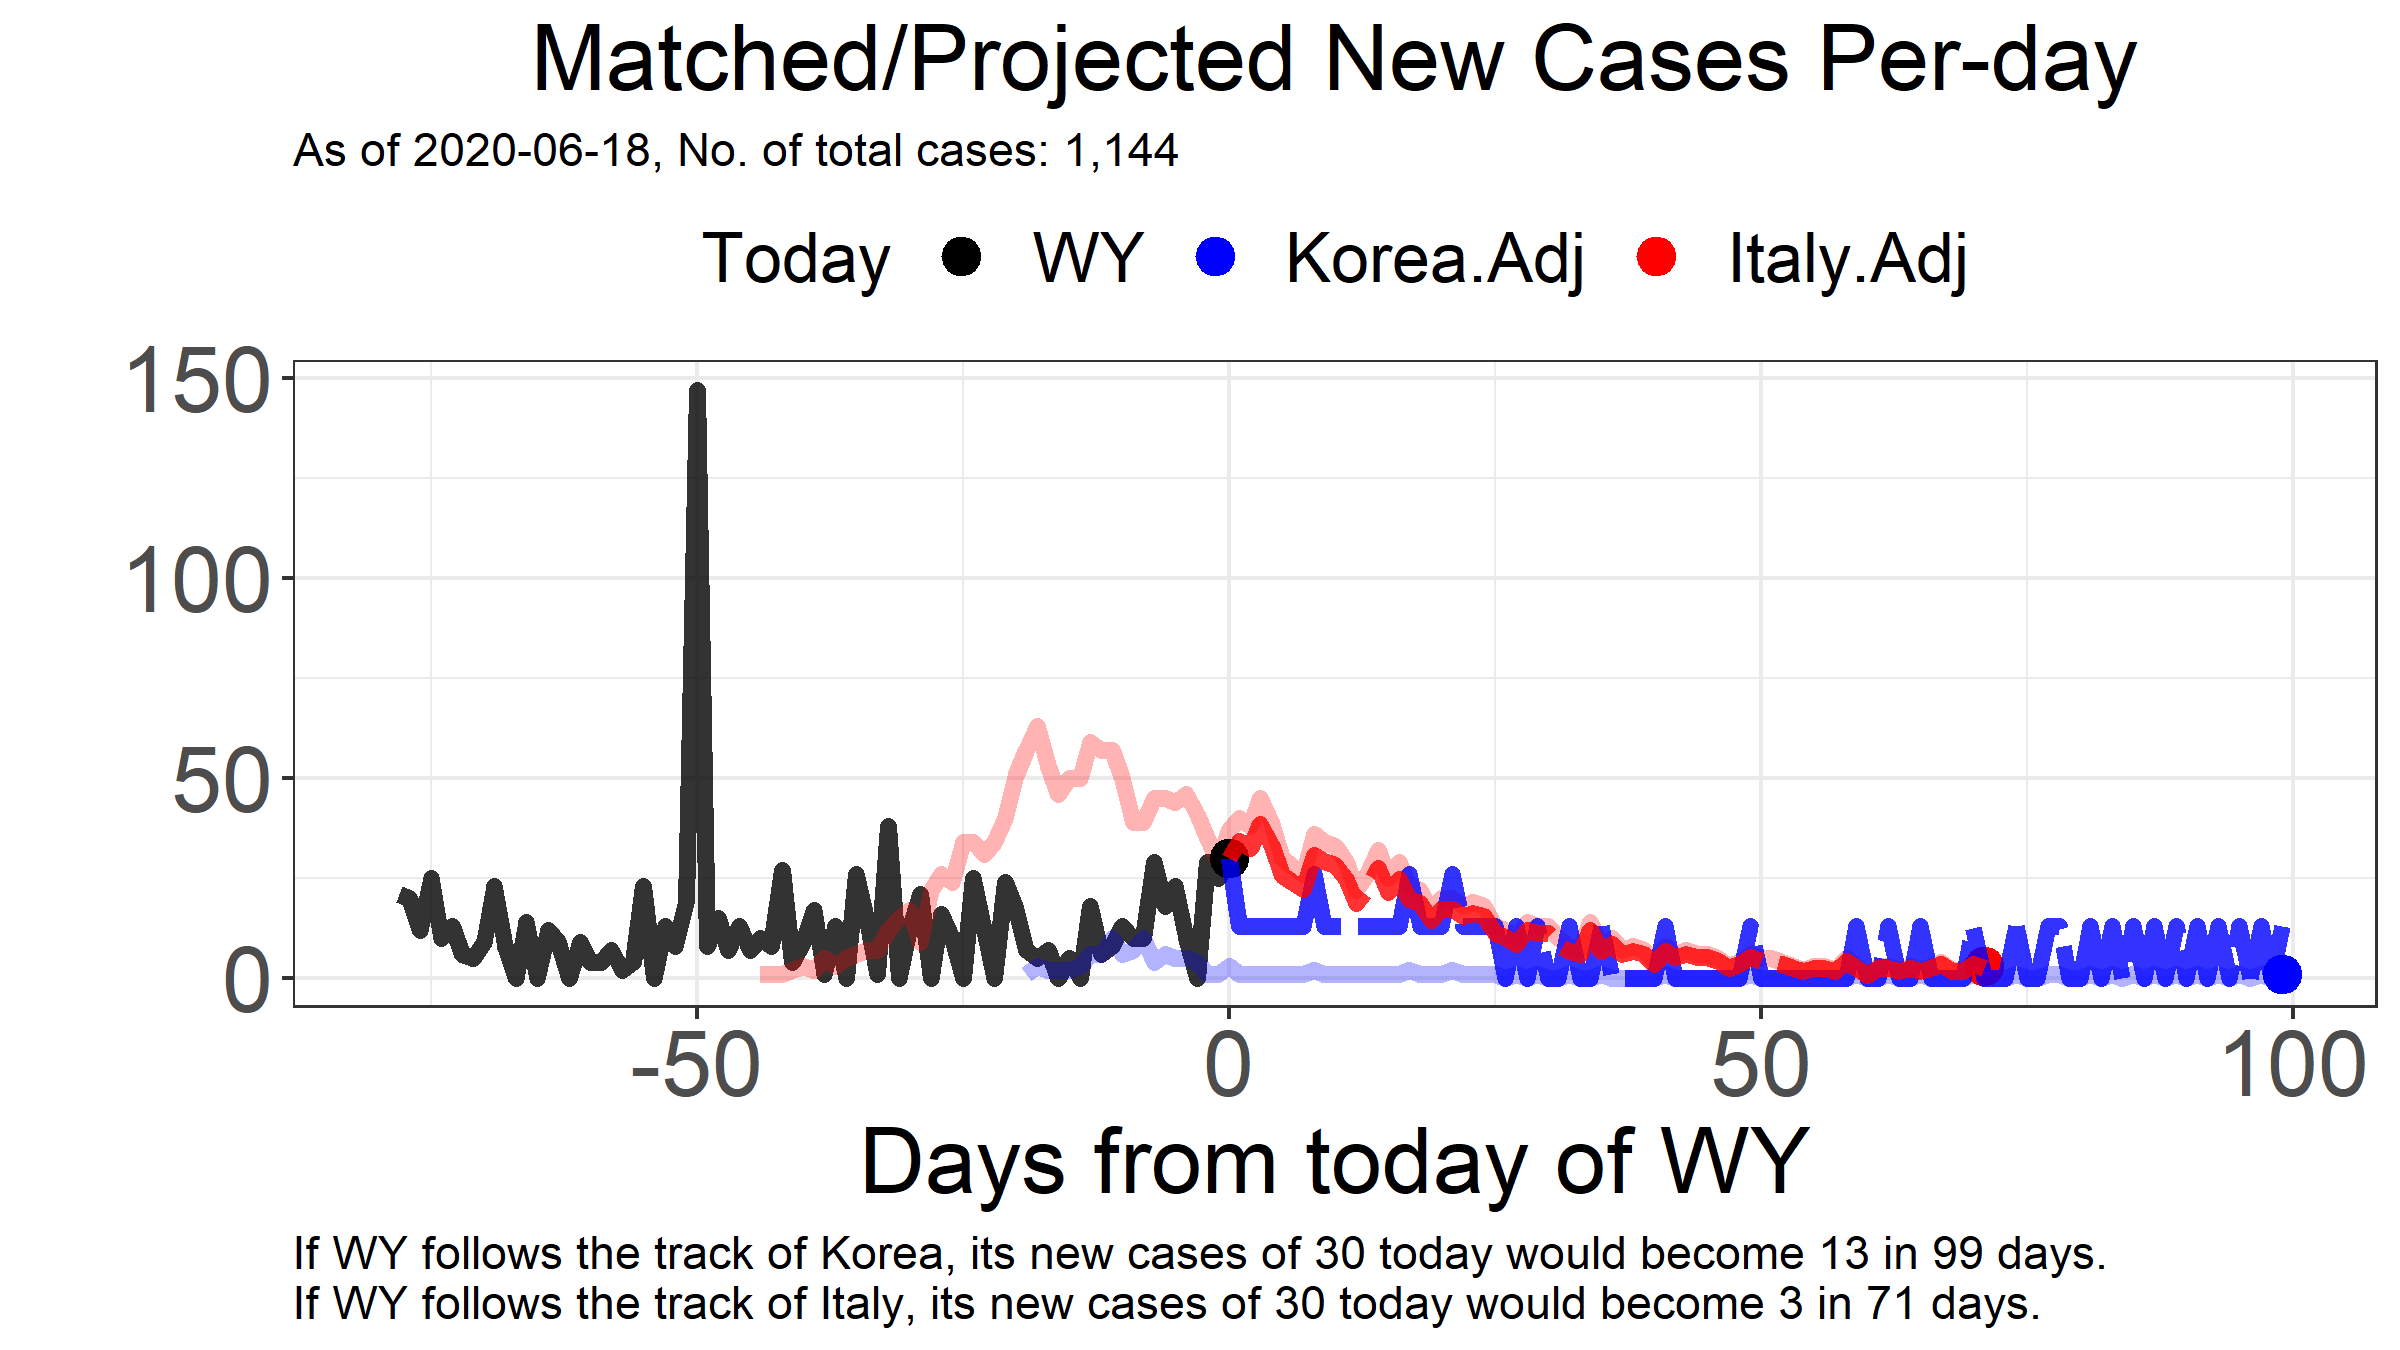 Matched/Projected New Cases Per-day
As of 2020-06-18, No. of total cases: 1,144
Today WY Korea.Adj Italy.Adj
150
100
50
0
-50 0 50 100
Days from today of WY
If WY follows the track of Korea, its new cases of 30 today would become 13 in 99 days.
If WY follows the track of Italy, its new cases of 30 today would become 3 in 71 days.